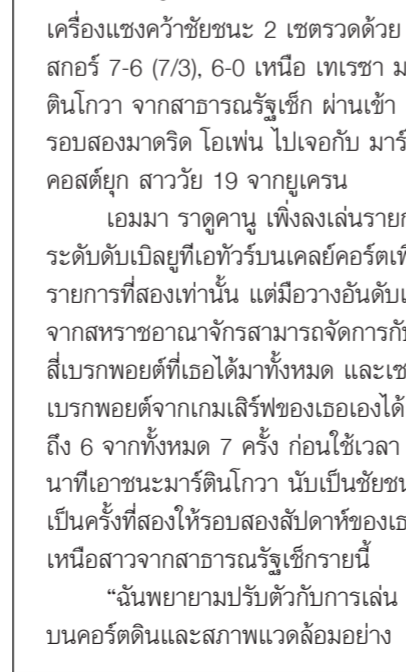 เครื่องแซงคว้าชัยชนะ 2 เซตรวดด้วย
สกอร์ 7-6 (7/3), 6-0 เหนือ เทเรซา
ตินโกวา จากสาธารณรัฐเช็ก ผ่านเข้า
รอบสองมาดริด โอเพ่น ไปเจอกับ มาร์
คอสต์ยุก สาววัย 19 จากยูเครน
เอมมา ราดูคานู เพิ่งลงเล่นรายก
ระดับดับเบิลยูทีเอทัวร์บนเคลย์คอร์ตเพี
รายการที่สองเท่านั้น แต่มือวางอันดับเ
จากสหราชอาณาจักรสามารถจัดการกั
สี่เบรกพอยต์ที่เธอได้มาทั้งหมด และเซ
เบรกพอยต์จากเกมเสิร์ฟของเธอเองได้
ถึง 6 จากทั้งหมด 7 ครั้ง ก่อนใช้เวลา
นาทีเอาชนะมาร์ตินโกวา นับเป็นชัยชน
เป็นครั้งที่สองให้รอบสองสัปดาห์ของเธ
เหนือสาวจากสาธารณรัฐเช็กรายนี้
“ฉันพยายามปรับตัวกับการเล่น
บนคอร์ตดินและสภาพแวดล้อมอย่าง